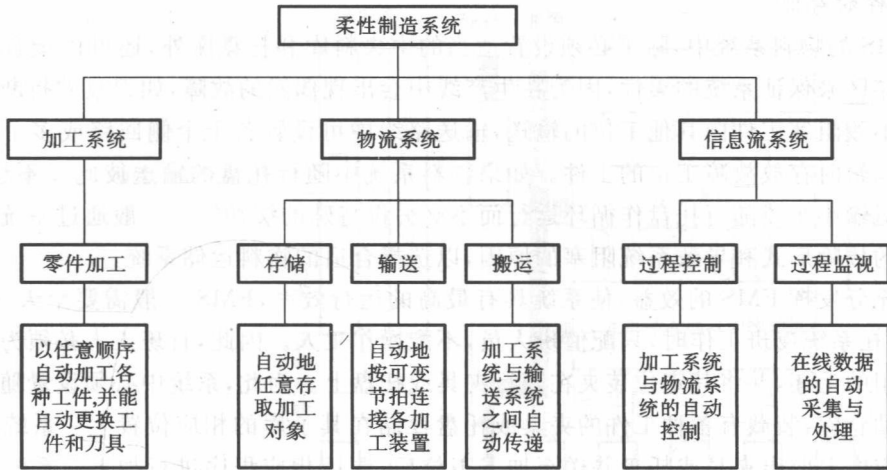 柔性制造系统
加工系统
物流系统
信息流系统
零件加工
存储
输送
搬运
过程控制
过程监视
以任意顺序
自动加工各
种工件,并能
自动更换工
件和刀具
自动地
任意存
取加工
对象
自动地
按可变
节拍连
接各加
工装置
加工系
统与输
送系统
之间自
动传递
加工系统
与物流系
统的自动
控制
在线数据
的自动
采集与
处理